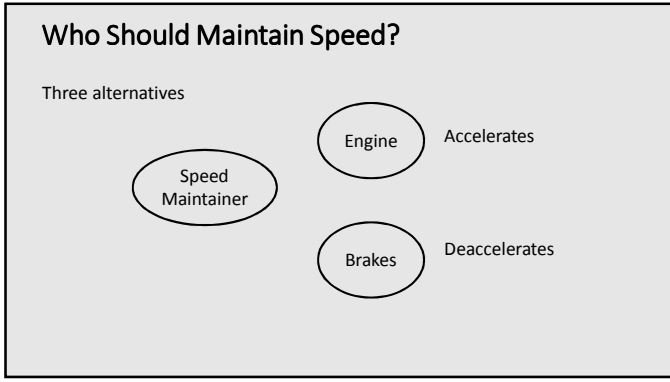 Who Should Maintain Speed?
Three alternatives
Engine
Accelerates
Speed
Maintainer
Brakes
Deaccelerates